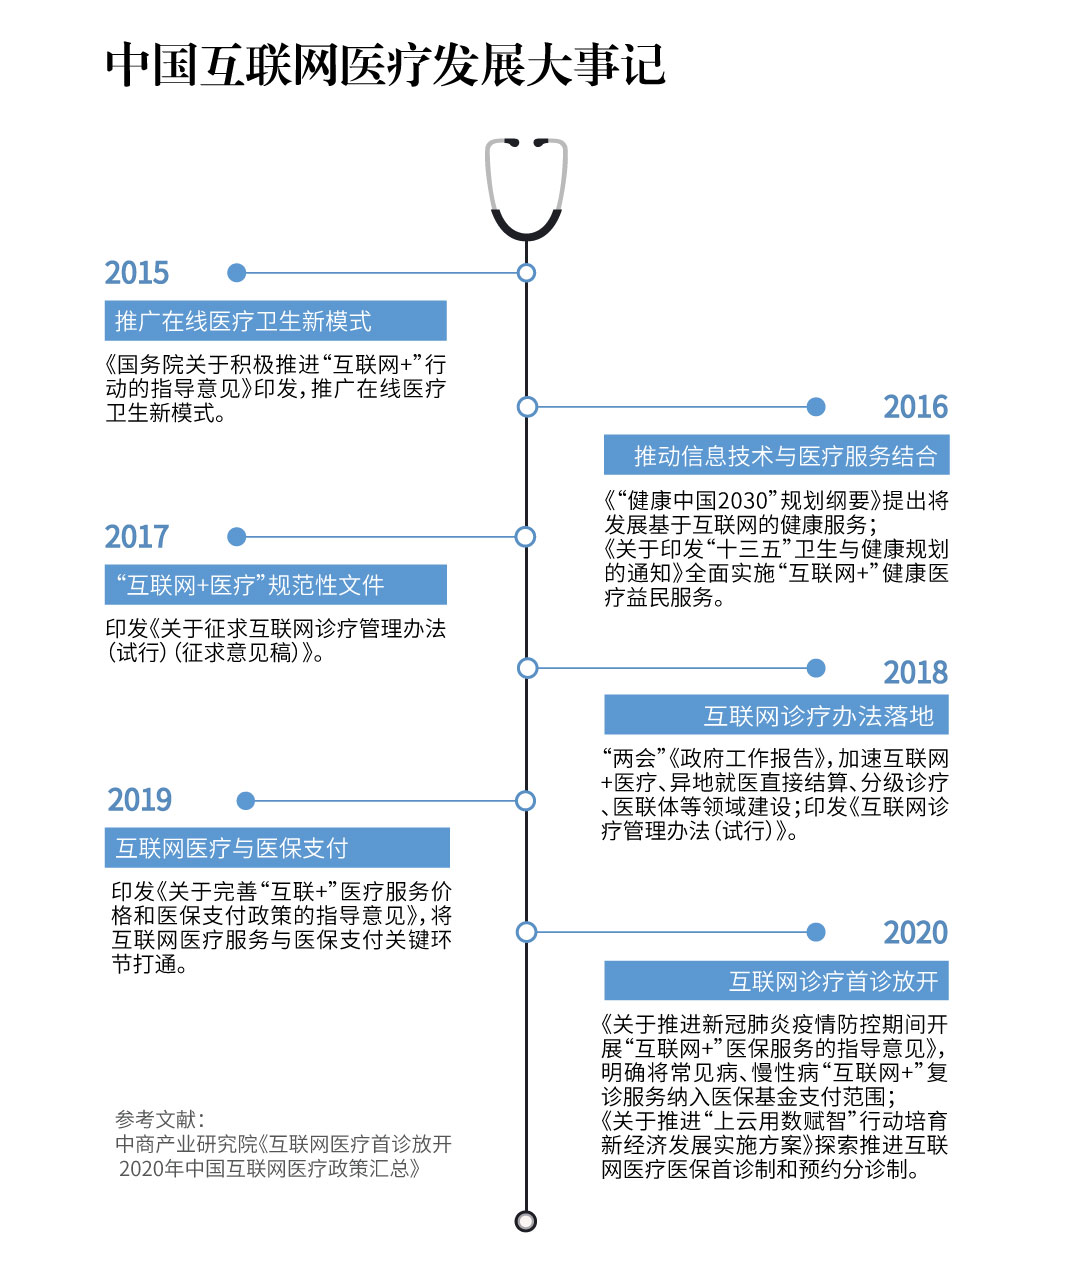 中国互联网医疗发展大事记
2015
推广在线医疗卫生新模式
《国务院关于积极推进“互联网+”行
动的指导意见》印发，推广在线医疗
卫生新模式。
2016
推动信息技术与医疗服务结合
《“健康中国2030”规划纲要》提出将
发展基于互联网的健康服务；
《关于印发“十三五”卫生与健康规划
的通知》全面实施“互联网+”健康医
疗益民服务。
2017
“互联网+医疗”规范性文件
印发《关于征求互联网诊疗管理办法
（试行）（征求意见稿）》。
2018
互联网诊疗办法落地
“两会”《政府工作报告》，加速互联网
+医疗、异地就医直接结算、分级诊疗
、医联体等领域建设；印发《互联网诊
疗管理办法（试行）》。
2019
互联网医疗与医保支付
印发《关于完善“互联+”医疗服务价
格和医保支付政策的指导意见》，将
互联网医疗服务与医保支付关键环
节打通。
2020
互联网诊疗首诊放开
《关于推进新冠肺炎疫情防控期间开
展“互联网+”医保服务的指导意见》，
明确将常见病、慢性病“互联网+”复
诊服务纳入医保基金支付范围；
《关于推进“上云用数赋智”行动培育
新经济发展实施方案》探索推进互联
网医疗医保首诊制和预约分诊制。
参考文献：
中商产业研究院《互联网医疗首诊放开
2020年中国互联网医疗政策汇总》